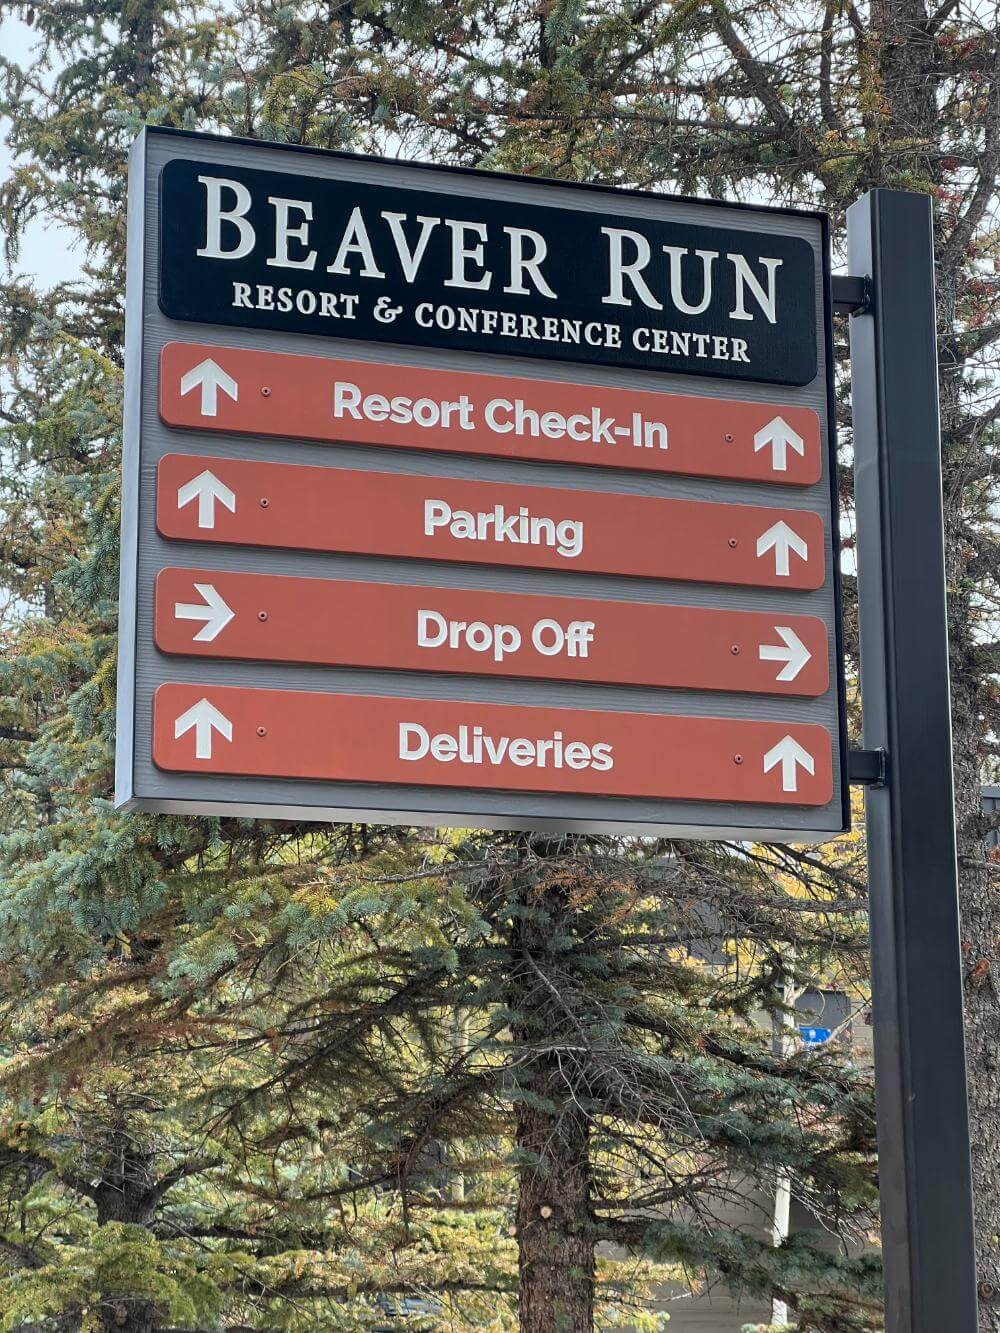 BEAVER RUN
RESORT & CONFERENCE CENTER
Resort Check-In
Parking
Drop Off
Deliveries